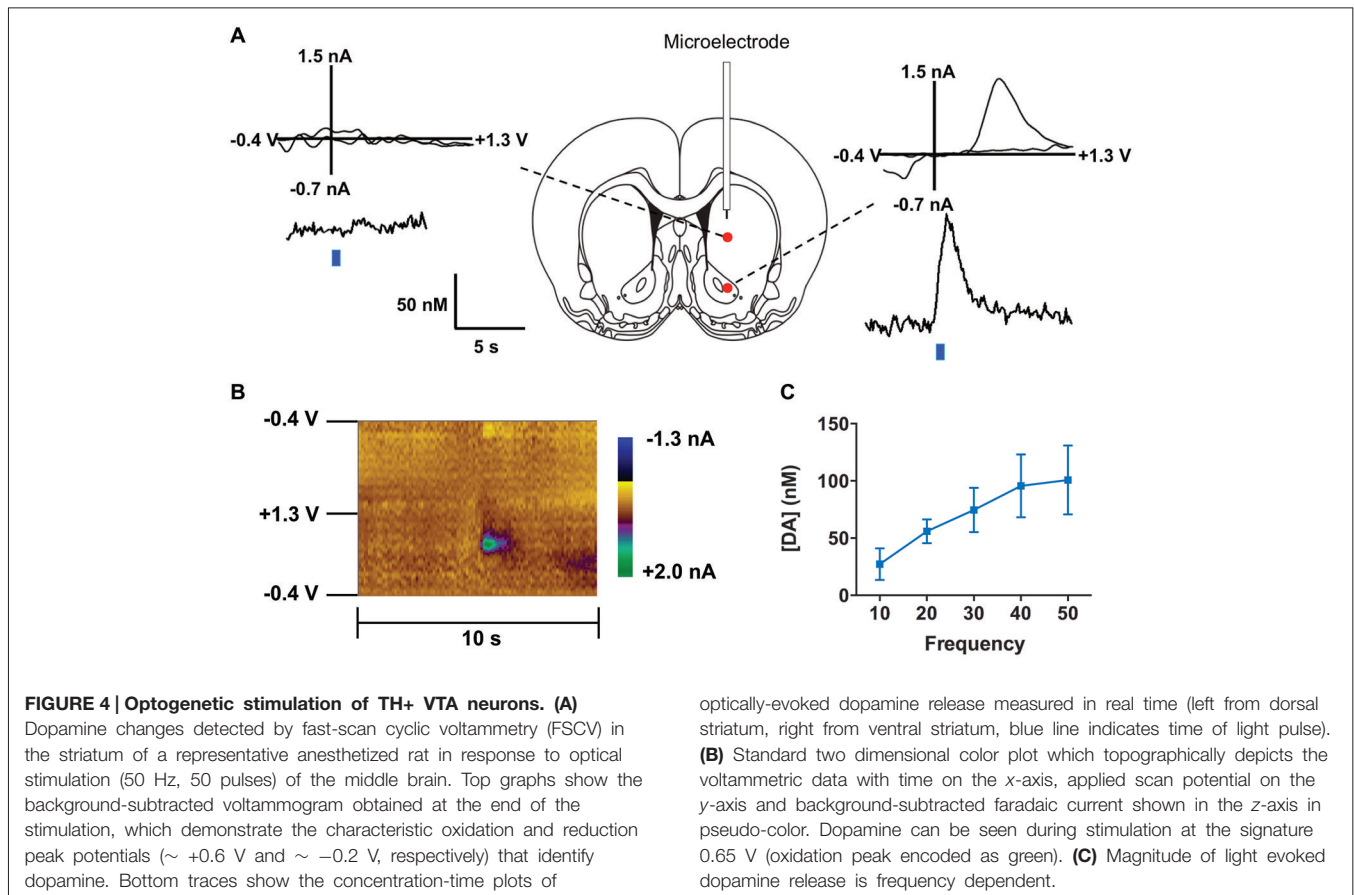 A
Microelectrode
1.5 nA
-0.4 V
+1.3 V
-0.7 nA
50 nM
5 s
1.5 nA
-0.4 V
+1.3 V
-0.7 nA
B
-0.4 V
+1.3 V
-0.4 V
10 s
-1.3 nA
+2.0 nA
C
150
100
50
0
[DA] (nM)
10 20 30 40 50
Frequency
FIGURE 4 | Optogenetic stimulation of TH+ VTA neurons. (A)
Dopamine changes detected by fast-scan cyclic voltammetry (FSCV) in
the striatum of a representative anesthetized rat in response to optical
stimulation (50 Hz, 50 pulses) of the middle brain. Top graphs show the
background-subtracted voltammogram obtained at the end of the
stimulation, which demonstrate the characteristic oxidation and reduction
peak potentials (∼ +0.6 V and ∼ −0.2 V, respectively) that identify
dopamine. Bottom traces show the concentration-time plots of
optically-evoked dopamine release measured in real time (left from dorsal
striatum, right from ventral striatum, blue line indicates time of light pulse).
(B) Standard two dimensional color plot which topographically depicts the
voltammetric data with time on the x-axis, applied scan potential on the
y-axis and background-subtracted faradaic current shown in the z-axis in
pseudo-color. Dopamine can be seen during stimulation at the signature
0.65 V (oxidation peak encoded as green). (C) Magnitude of light evoked
dopamine release is frequency dependent.